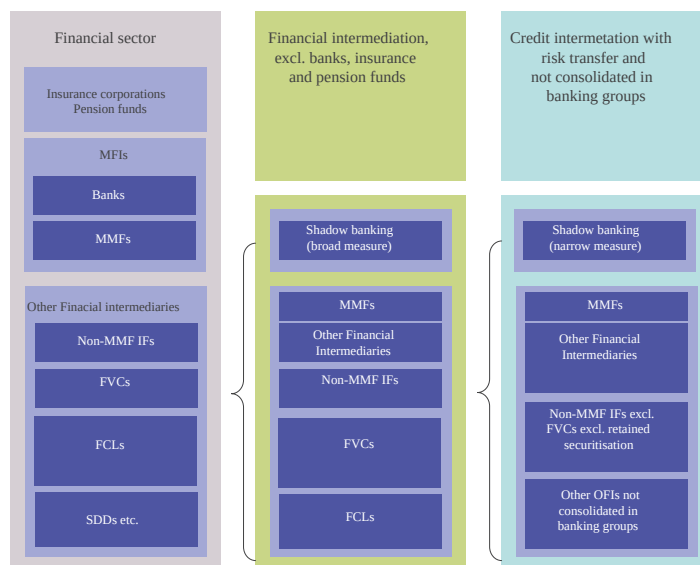 Financial sector
Insurance corporations
Pension funds
MFIs
Banks
MMFs
Other Finacial intermediaries
Non-MMF IFs
FVCs
FCLs
SDDs etc.
Financial intermediation,
excl. banks, insurance
and pension funds
Shadow banking
(broad measure)
MMFs
Other Financial
Intermediaries
Non-MMF IFs
FVCs
FCLs
Credit intermetation with
risk transfer and
not consolidated in
banking groups
Shadow banking
(narrow measure)
MMFs
Other Financial
Intermediaries
Non-MMF IFs excl.
FVCs excl. retained
securitisation
Other OFIs not
consolidated in
banking groups